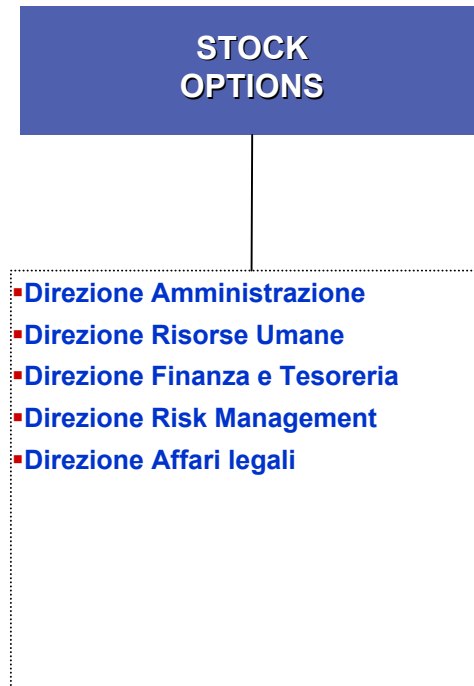 STOCK
OPTIONS
▪Direzione Amministrazione
▪Direzione Risorse Umane
▪Direzione Finanza e Tesoreria
▪Direzione Risk Management
▪Direzione Affari legali